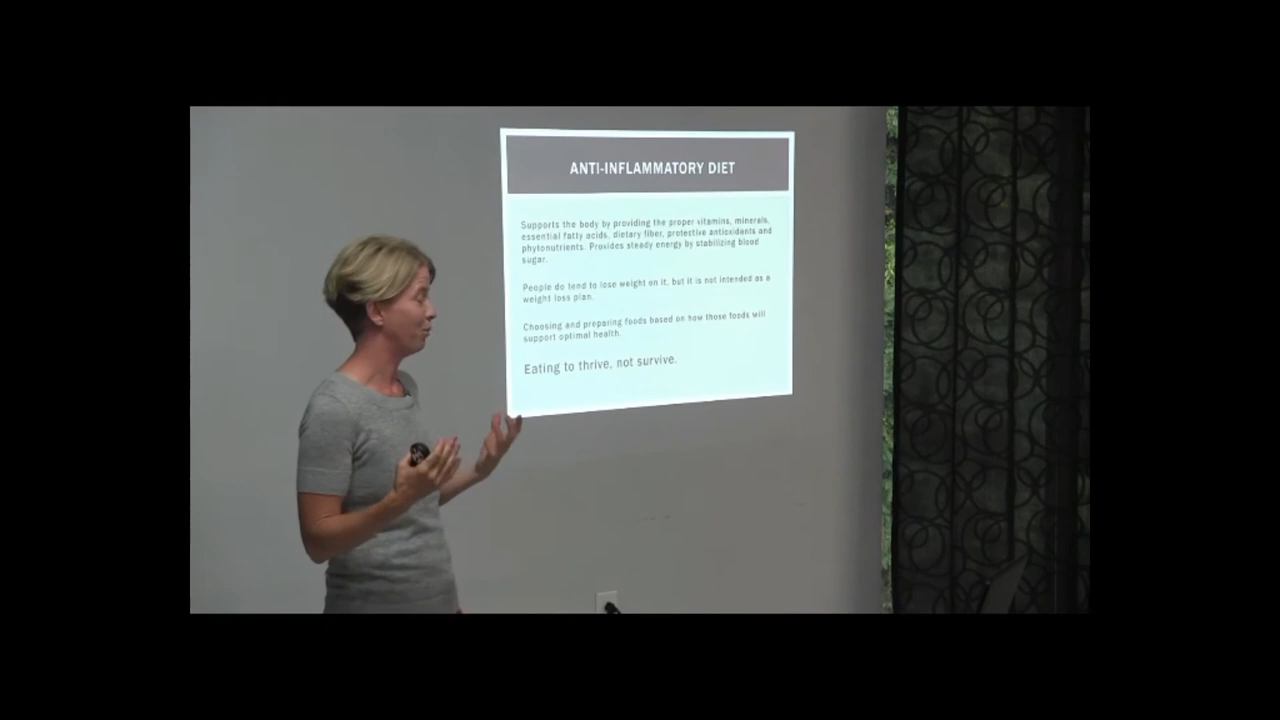 ANTI-INFLAMMATORY DIET
Supports the body by providing the proper vitamins, minerals,
essential fatty acids, dietary fiber, protective antioxidants and
phytonutrients. Provides steady energy by stabilizing blood
sugar.
People do tend to lose weight on it, but it is not intended as a
weight loss plan.
Choosing and preparing foods based on how those foods will
support optimal health.
Eating to thrive, not survive.